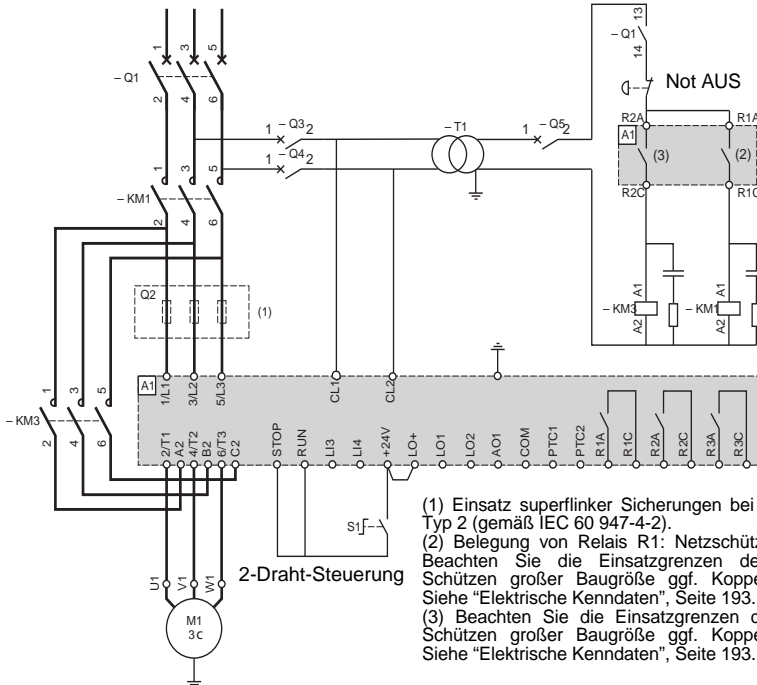 1 3 5
– Q1
2 4 6
1 – Q3 2
1 – Q4 2
– T1
1 – Q5 2
13
– Q1
14
Not AUS
R2A R1A
A1
(3) (2)
R2C R1C
1 3 5
– KM1
2 4 6
Q2
(1)
A1 A1
– KM3 – KM1
A2 A2
A1
1/L1 3/L2 5/L3 CL1 CL2
1 3 5
– KM3
2 4 6
2/T1 A2 4/T2 B2 6/T3 C2 STOP RUN LI3 LI4 +24V LO+ LO1 LO2 AO1 COM PTC1 PTC2 R1A R1C R2A R2C R3A R3C
S1
2-Draht-Steuerung
U1 V1 W1
M1
3c
(1) Einsatz superflinker Sicherungen bei
Typ 2 (gemäß IEC 60 947-4-2).
(2) Belegung von Relais R1: Netzschütz
Beachten Sie die Einsatzgrenzen de
Schützen großer Baugröße ggf. Koppe
Siehe “Elektrische Kenndaten”, Seite 193.
(3) Beachten Sie die Einsatzgrenzen d
Schützen großer Baugröße ggf. Koppe
Siehe “Elektrische Kenndaten”, Seite 193.